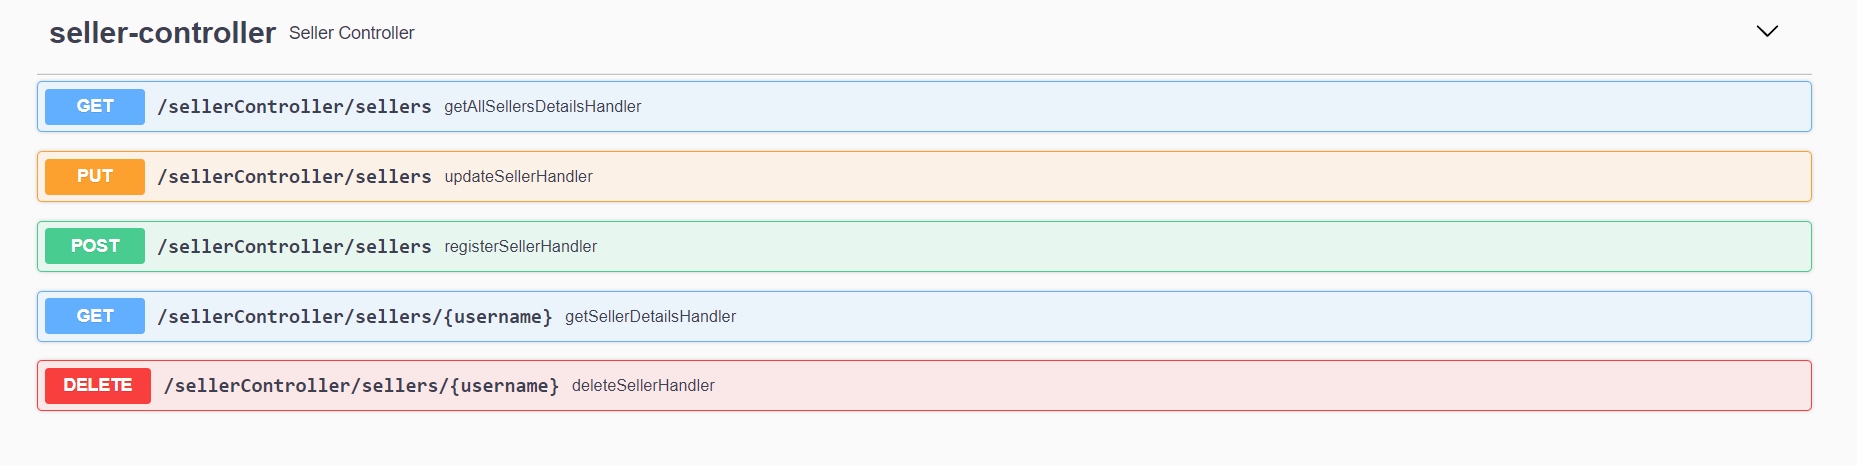 seller-controller Seller Controller
GET /sellerController/sellers getAllSellersDetailsHandler
PUT /sellerController/sellers updateSellerHandler
POST /sellerController/sellers registerSellerHandler
GET /sellerController/sellers/{username} getSellerDetailsHandler
DELETE /sellerController/sellers/{username} deleteSellerHandler